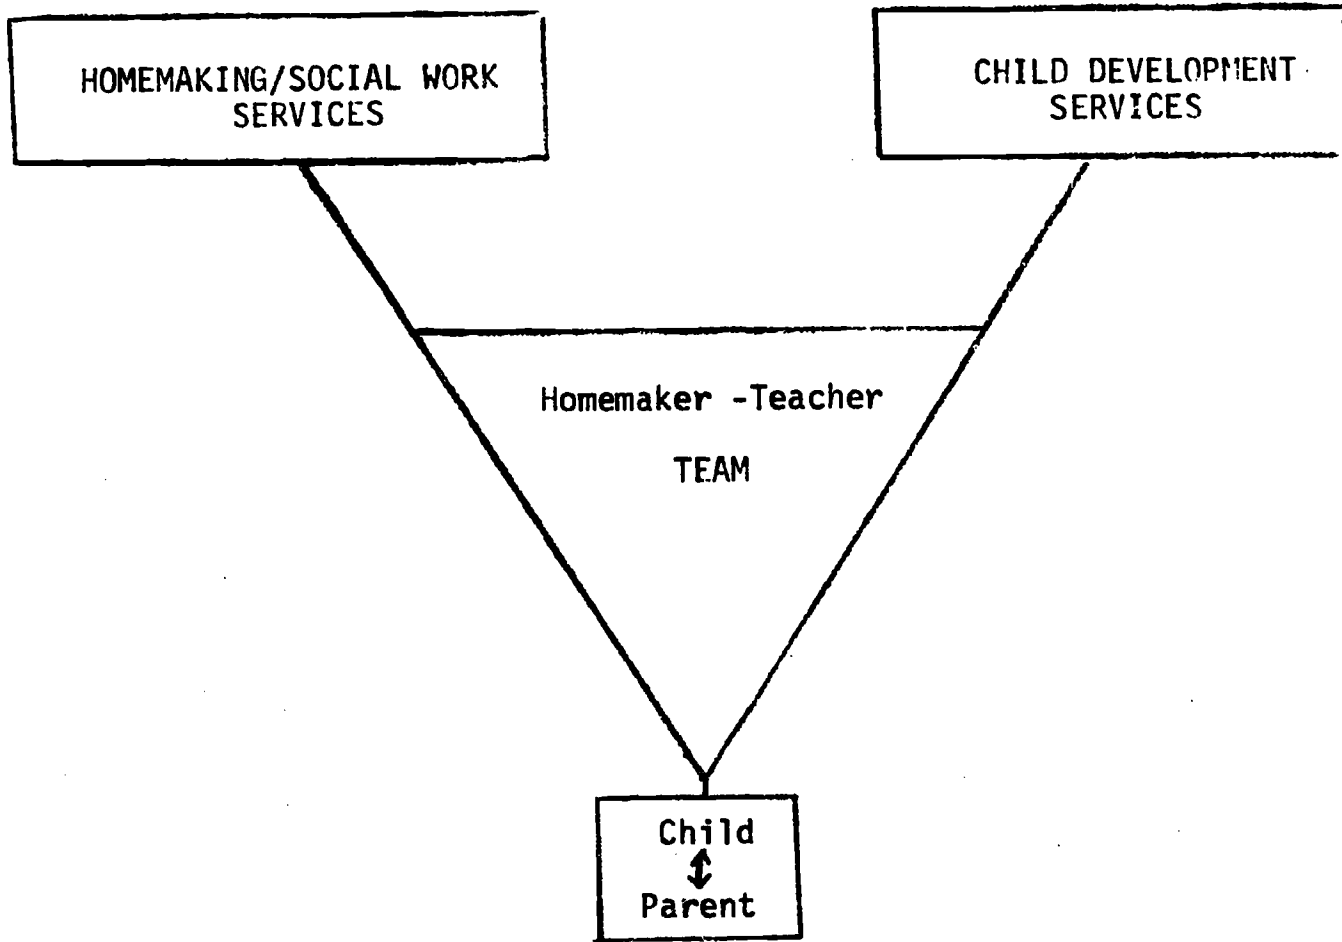 HOMEMAKING/SOCIAL WORK
SERVICES
CHILD DEVELOPMENT
SERVICES
Homemaker -Teacher
TEAM
Child
Parent